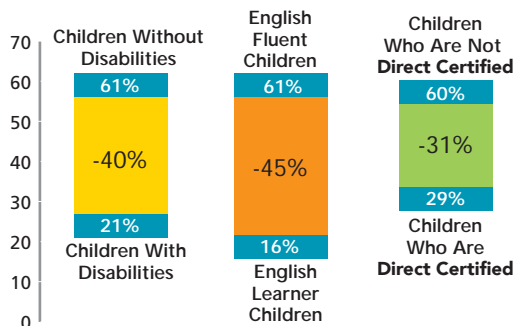 70
60
50
40
30
20
10
0
Children Without
Disabilities
61%
-40%
21%
Children With
Disabilities
English
Fluent
Children
61%
-45%
16%
English
Learner
Children
Children
Who Are Not
Direct Certified
60%
-31%
29%
Children
Who Are
Direct Certified